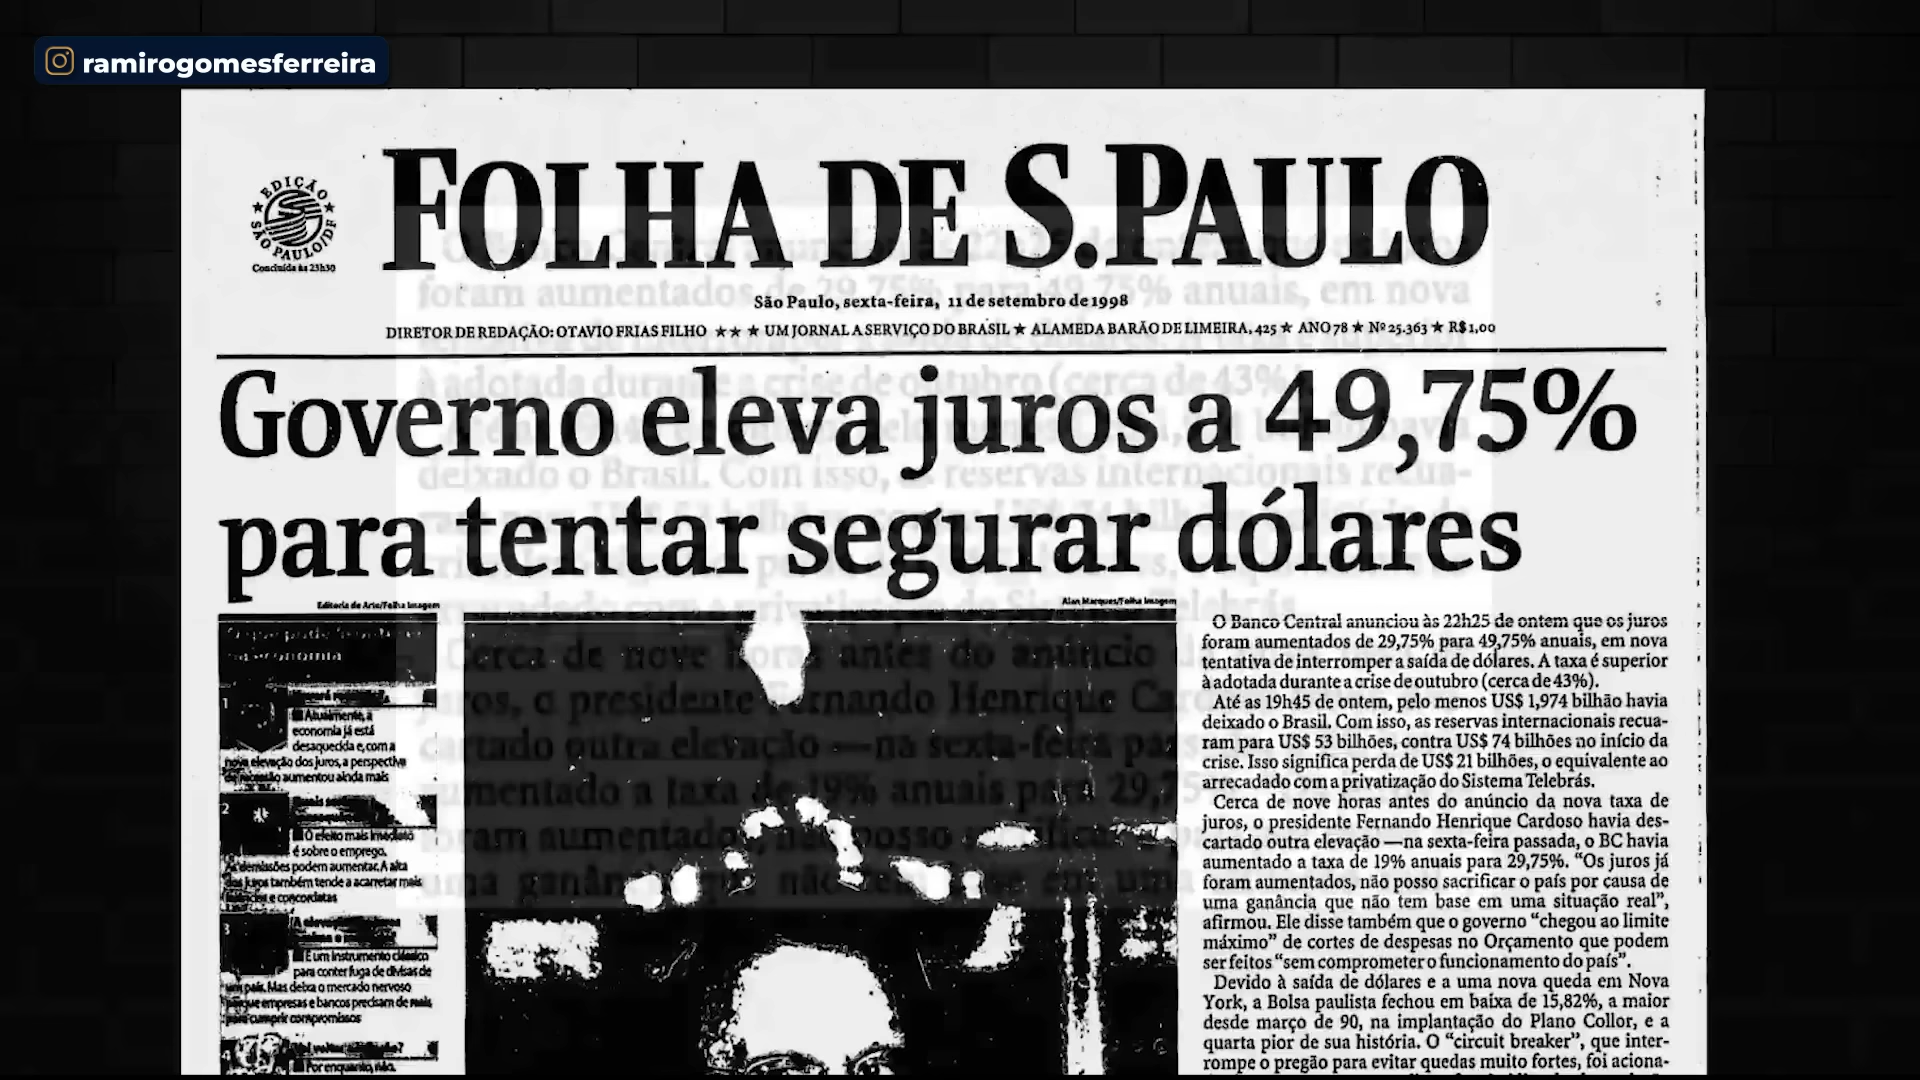 ramirogomesferreira
EDIÇÃO
SÃO PAULO/DF
Concluída às 23h30
FOLHA DE S.PAULO
São Paulo, sexta-feira, 11 de setembro de 1998
DIRETOR DE REDAÇÃO: OTAVIO FRIAS FILHO ★★★ UM JORNAL A SERVIÇO DO BRASIL ★ ALAMEDA BARÃO DE LIMEIRA, 425 ★ ANO 78 ★ Nº 25.363 ★ R$ 1,00
Governo eleva juros a 49,75%
para tentar segurar dólares
Editoria de Arte/Folha Imagem
Alan Marques/Folha Imagem
1
Atualmente, a
economia já está
desaquecida e, com a
nova elevação dos juros, a perspectiva
de recessão aumentou ainda mais
2
O efeito mais imediato
é sobre o emprego.
As demissões podem aumentar. A alta
dos juros também tende a acarretar mais
e concordatas
3
É um instrumento clássico
para conter fuga de divisas de
um país. Mas deixa o mercado nervoso
porque empresas e bancos precisam de mais
para cumprir compromissos
4
Por enquanto, não.
O Banco Central anunciou às 22h25 de ontem que os juros
foram aumentados de 29,75% para 49,75% anuais, em nova
tentativa de interromper a saída de dólares. A taxa é superior
à adotada durante a crise de outubro (cerca de 43%).
Até as 19h45 de ontem, pelo menos US$ 1,974 bilhão havia
deixado o Brasil. Com isso, as reservas internacionais recua-
ram para US$ 53 bilhões, contra US$ 74 bilhões no início da
crise. Isso significa perda de US$ 21 bilhões, o equivalente ao
arrecadado com a privatização do Sistema Telebrás.
Cerca de nove horas antes do anúncio da nova taxa de
juros, o presidente Fernando Henrique Cardoso havia des-
cartado outra elevação —na sexta-feira passada, o BC havia
aumentado a taxa de 19% anuais para 29,75%. “Os juros já
foram aumentados, não posso sacrificar o país por causa de
uma ganância que não tem base em uma situação real”,
afirmou. Ele disse também que o governo “chegou ao limite
máximo” de cortes de despesas no Orçamento que podem
ser feitos “sem comprometer o funcionamento do país”.
Devido à saída de dólares e a uma nova queda em Nova
York, a Bolsa paulista fechou em baixa de 15,82%, a maior
desde março de 90, na implantação do Plano Collor, e a
quarta pior de sua história. O “circuit breaker”, que inter-
rompe o pregão para evitar quedas muito fortes, foi aciona-